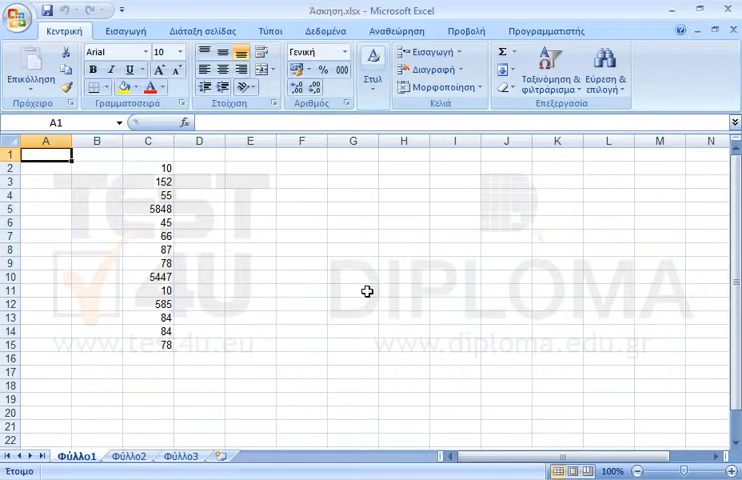 Άσκηση.xlsx - Microsoft Excel
Κεντρική Εισαγωγή Διάταξη σελίδας Τύποι Δεδομένα Αναθεώρηση Προβολή Προγραμματιστής
Επικόλληση
Πρόχειρο
Arial 10
B I U
Γραμματοσειρά
Στοίχιση
Γενική
% 000
Αριθμός
Στυλ
Εισαγωγή
Διαγραφή
Μορφοποίηση
Κελιά
Σ
Ταξινόμηση & φιλτράρισμα
Εύρεση & επιλογή
Επεξεργασία
A1 fx
A B C D E F G H I J K L M N
1
2 10
3 152
4 55
5 5848
6 45
7 66
8 87
9 78
10 5447
11 10
12 585
13 84
14 84
15 78
16
17
18
19
20
21
22
TEST
4U
DIPLOMA
www.test4u.eu www.diploma.edu.gr
Φύλλο1 Φύλλο2 Φύλλο3
Έτοιμο 100%